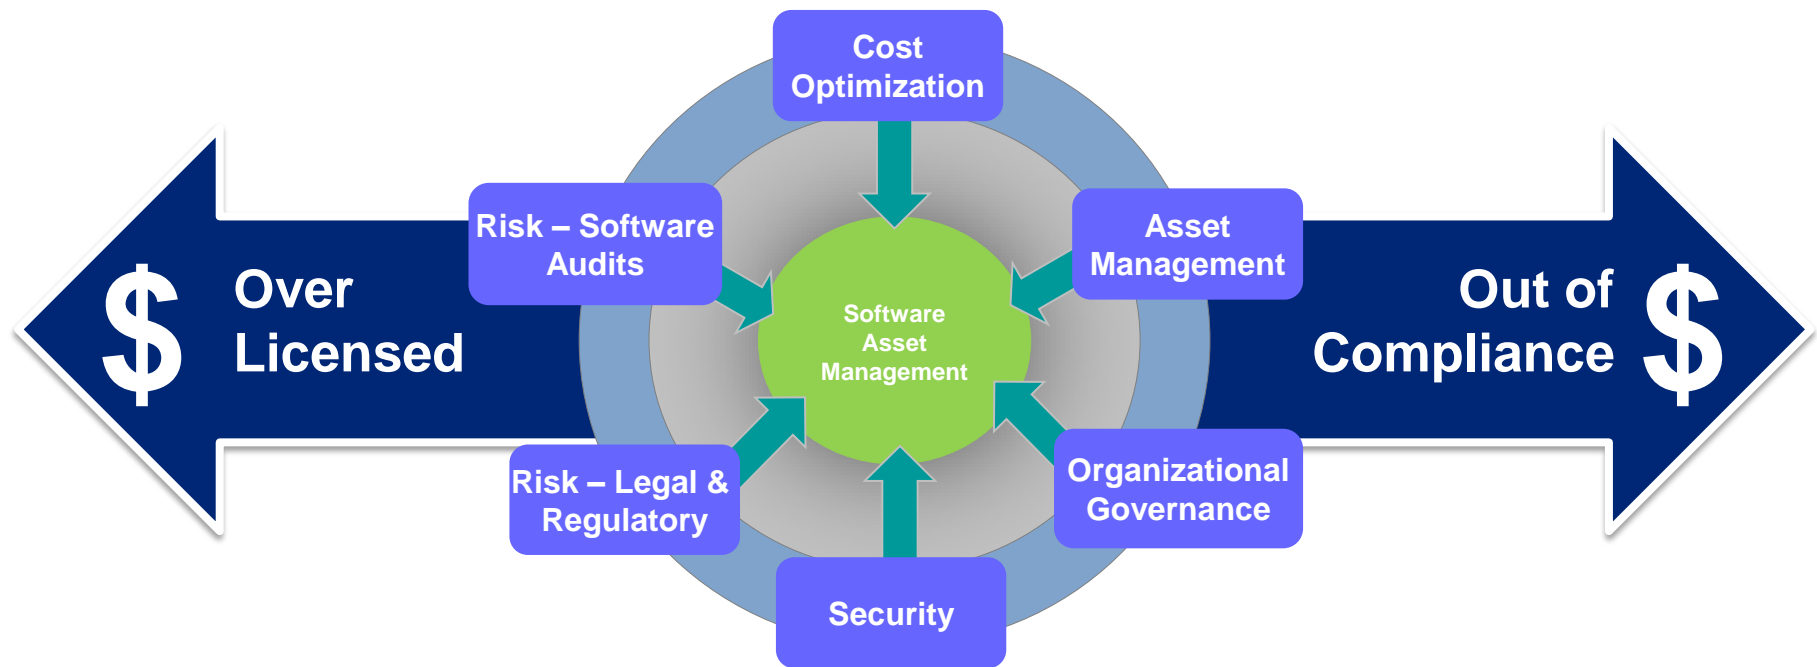 Cost
Optimization
Risk – Software
Audits
Asset
Management
$
Over
Licensed
Software
Asset
Management
Out of
Compliance
$
Risk – Legal &
Regulatory
Organizational
Governance
Security